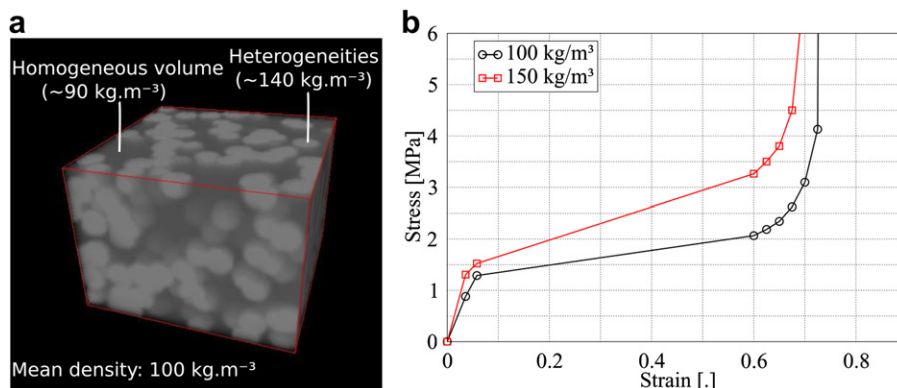 a
Homogeneous volume
(~90 kg.m⁻³)
Heterogeneities
(~140 kg.m⁻³)
Mean density: 100 kg.m⁻³
b
6
5
4
3
2
1
0
Stress [MPa]
100 kg/m³
150 kg/m³
0 0.2 0.4 0.6 0.8
Strain [.]